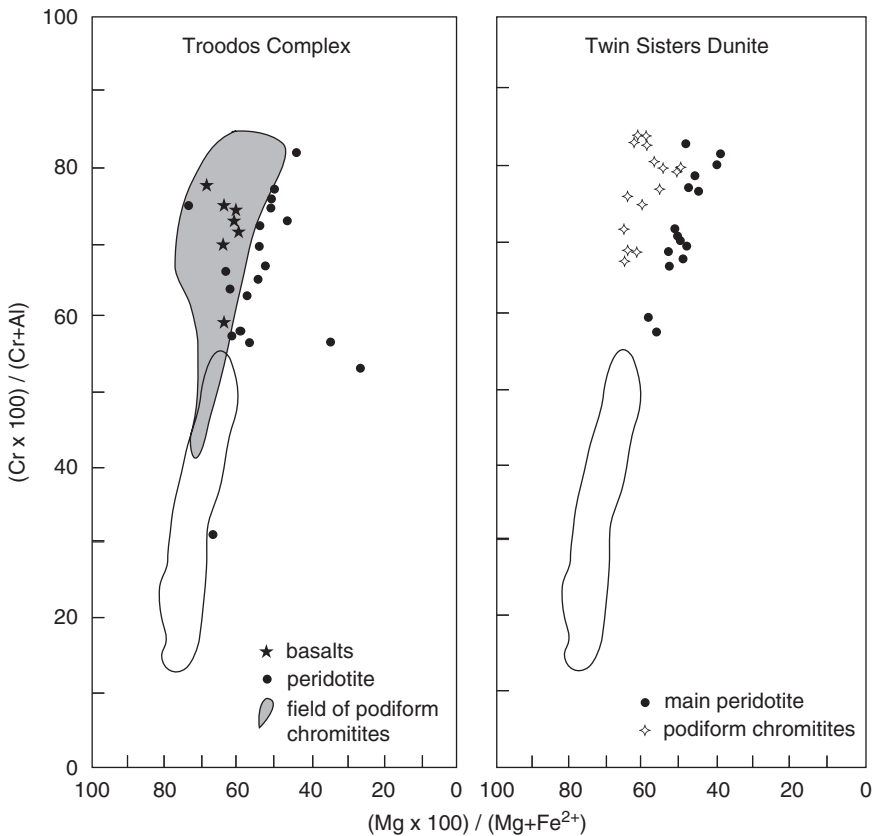 Troodos Complex
Twin Sisters Dunite
(Cr x 100) / (Cr+Al)
100
80
60
40
20
0
basalts
peridotite
field of podiform
chromitites
main peridotite
podiform chromitites
100 80 60 40 20 0
100 80 60 40 20 0
(Mg x 100) / (Mg+Fe²⁺)